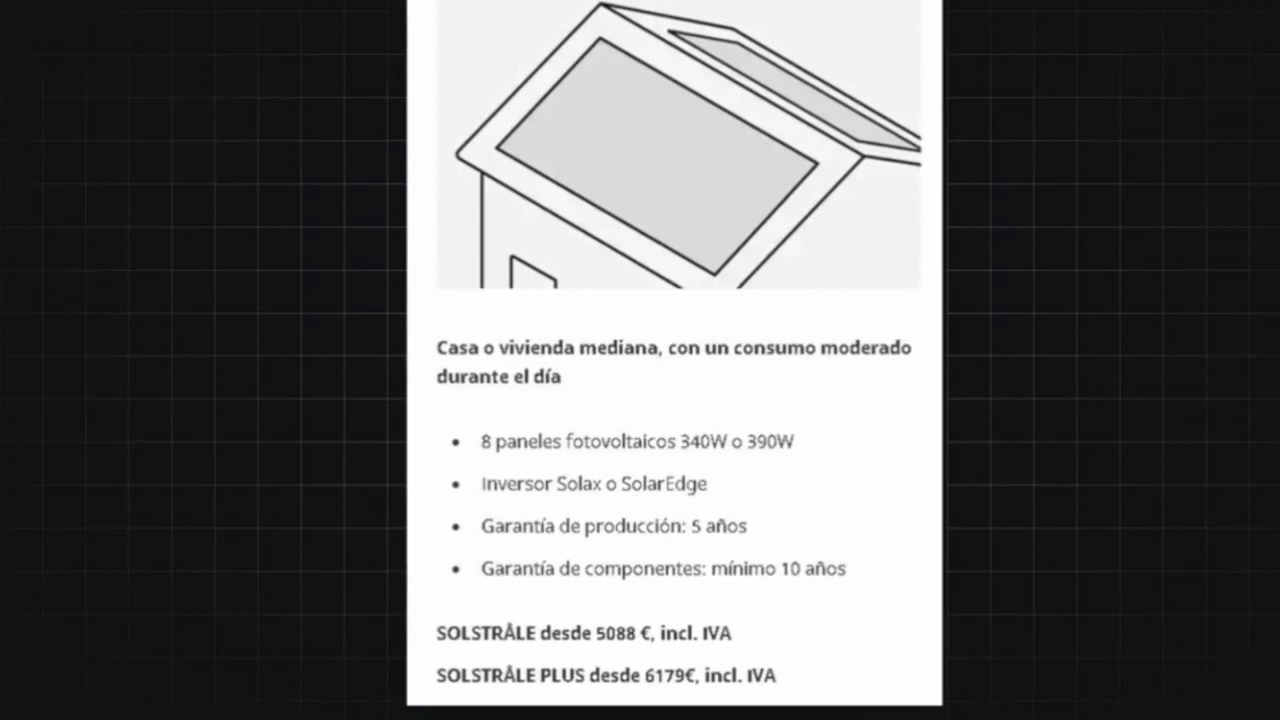 Casa o vivienda mediana, con un consumo moderado
durante el día
• 8 paneles fotovoltaicos 340W o 390W
• Inversor Solax o SolarEdge
• Garantía de producción: 5 años
• Garantía de componentes: mínimo 10 años
SOLSTRÅLE desde 5088 €, incl. IVA
SOLSTRÅLE PLUS desde 6179€, incl. IVA